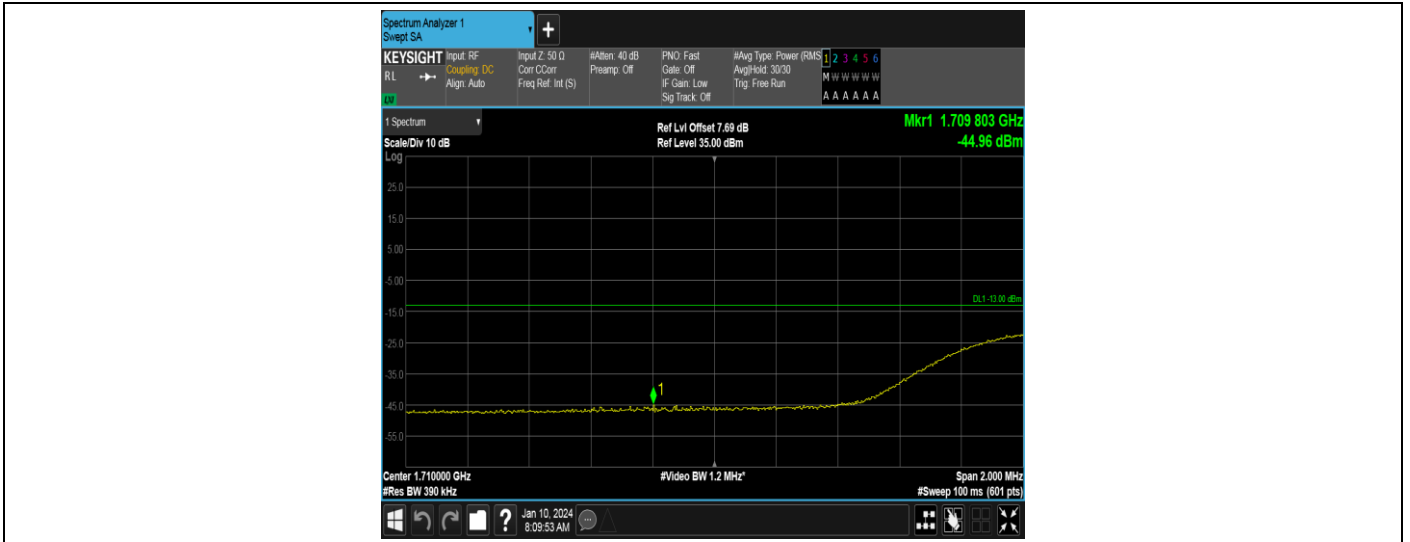 Spectrum Analyzer 1
Swept SA
+
KEYSIGHT
RL
LXI
Input: RF
Coupling: DC
Align: Auto
Input Z: 50 Ω
Corr CCorr
Freq Ref: Int (S)
#Atten: 40 dB
Preamp: Off
PNO: Fast
Gate: Off
IF Gain: Low
Sig Track: Off
#Avg Type: Power (RMS
Avg|Hold: 30/30
Trig: Free Run
1 2 3 4 5 6
M W W W W W
A A A A A A
1 Spectrum
Scale/Div 10 dB
Ref Lvl Offset 7.69 dB
Ref Level 35.00 dBm
Mkr1 1.709 803 GHz
-44.96 dBm
Log
25.0
15.0
5.00
-5.00
DL1 -13.00 dBm
-15.0
-25.0
-35.0
1
-45.0
-55.0
Center 1.710000 GHz
#Video BW 1.2 MHz*
Span 2.000 MHz
#Res BW 390 kHz
#Sweep 100 ms (601 pts)
?
Jan 10, 2024
8:09:53 AM